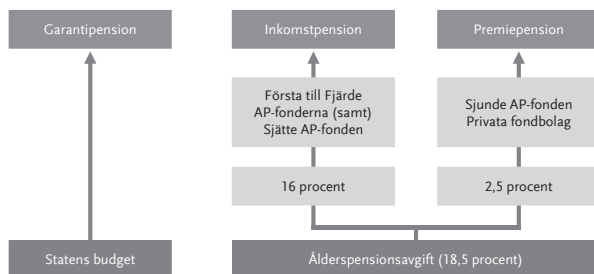 Garantipension
Inkomstpension
Premiepension
Första till Fjärde
AP-fonderna (samt)
Sjätte AP-fonden
Sjunde AP-fonden
Privata fondbolag
16 procent
2,5 procent
Statens budget
Ålderspensionsavgift (18,5 procent)